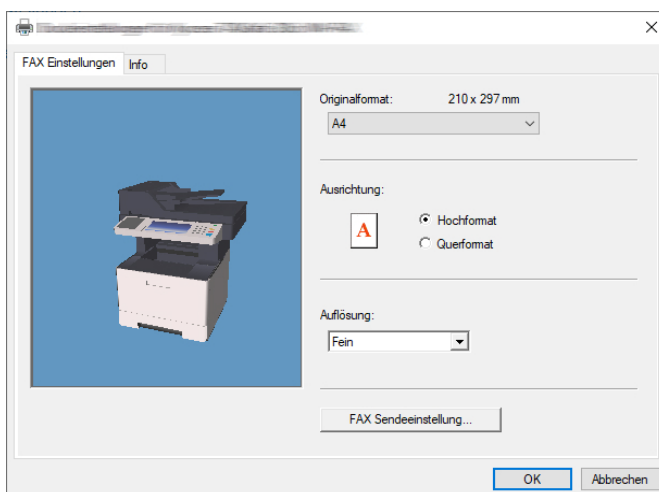 FAX Einstellungen
Info
Originalformat: 210 x 297 mm
A4
Ausrichtung:
A
Hochformat
Querformat
Auflösung:
Fein
FAX Sendeeinstellung...
OK
Abbrechen